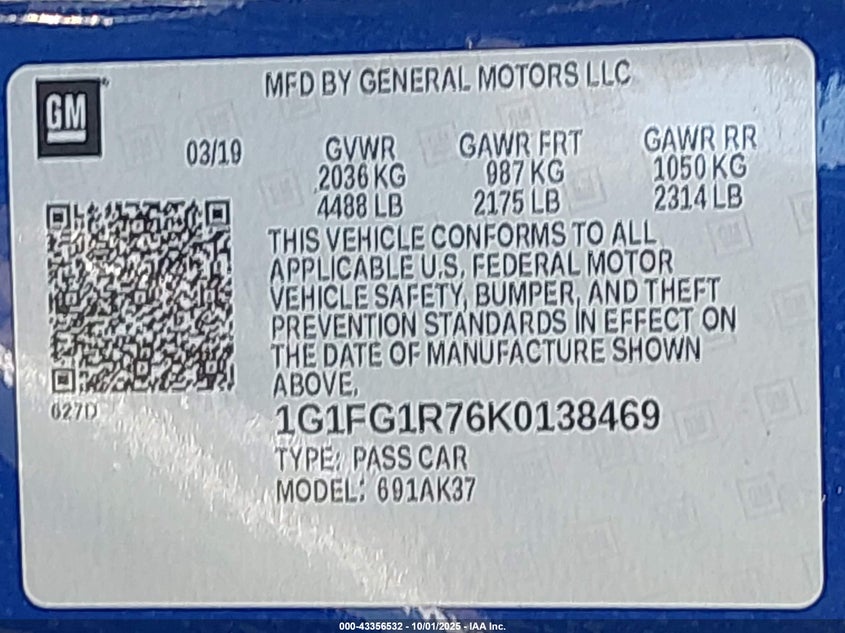 MFD BY GENERAL MOTORS LLC
GM
03/19
GVWR GAWR FRT GAWR RR
2036 KG 987 KG 1050 KG
4488 LB 2175 LB 2314 LB
THIS VEHICLE CONFORMS TO ALL
APPLICABLE U.S. FEDERAL MOTOR
VEHICLE SAFETY, BUMPER, AND THEFT
PREVENTION STANDARDS IN EFFECT ON
THE DATE OF MANUFACTURE SHOWN
ABOVE.
627D
1G1FG1R76K0138469
TYPE: PASS CAR
MODEL: 691AK37
000-43356532 - 10/01/2025 - IAA Inc.